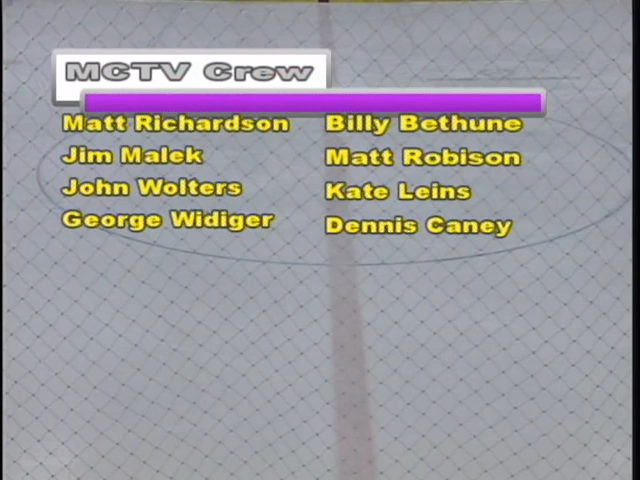 MCTV Crew
Matt Richardson
Jim Malek
John Wolters
George Widiger
Billy Bethune
Matt Robison
Kate Leins
Dennis Caney